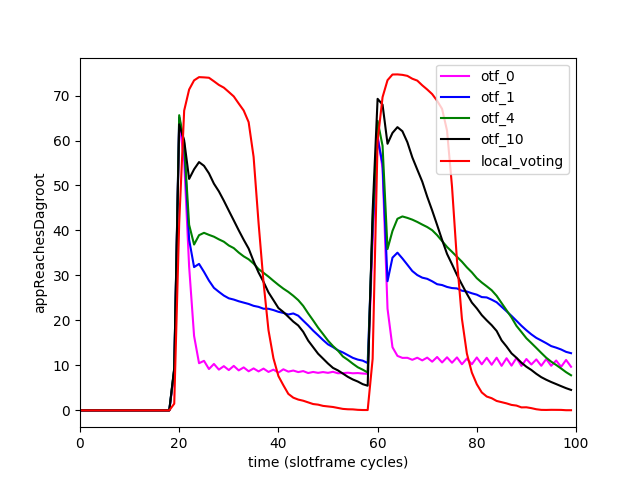 70
60
50
40
30
20
10
0
appReachesDagroot
0 20 40 60 80 100
time (slotframe cycles)
otf_0
otf_1
otf_4
otf_10
local_voting